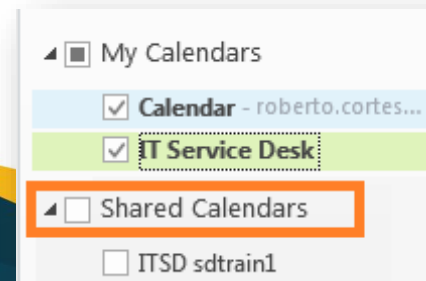 My Calendars
Calendar - roberto.cortes...
IT Service Desk
Shared Calendars
ITSD sdtrain1